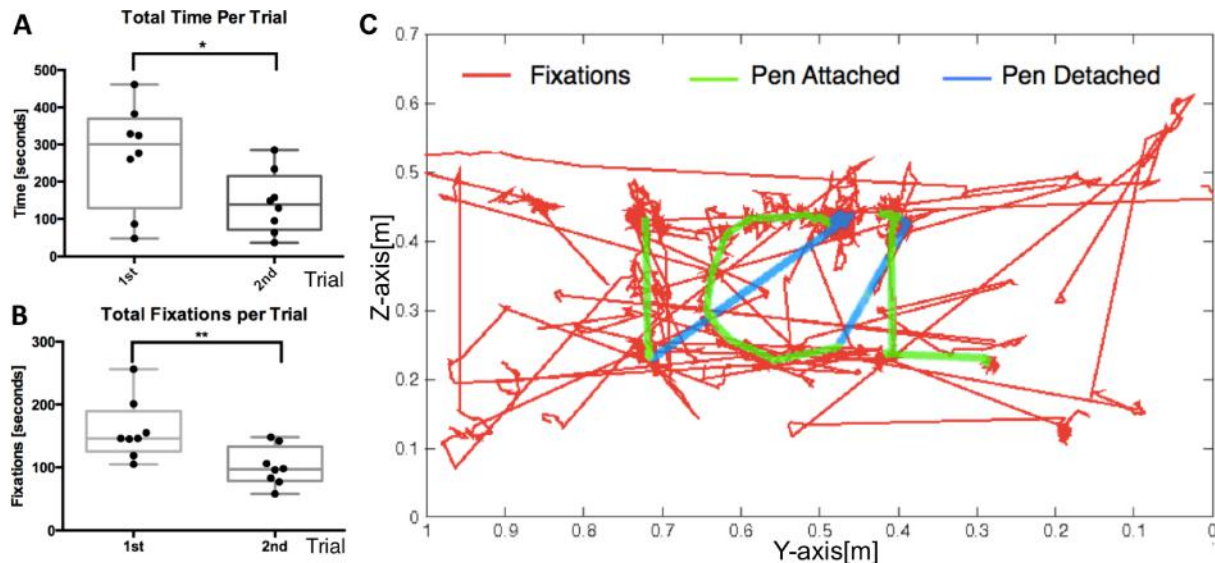 A
Total Time Per Trial
*
500
400
300
200
100
0
Time [seconds]
1st
2nd
Trial
B
Total Fixations per Trial
**
300
200
100
0
Fixations [seconds]
1st
2nd
Trial
C
0.7
0.6
0.5
0.4
0.3
0.2
0.1
0
Z-axis[m]
Fixations
Pen Attached
Pen Detached
1
0.9
0.8
0.7
0.6
0.5
0.4
0.3
0.2
0.1
0
Y-axis[m]